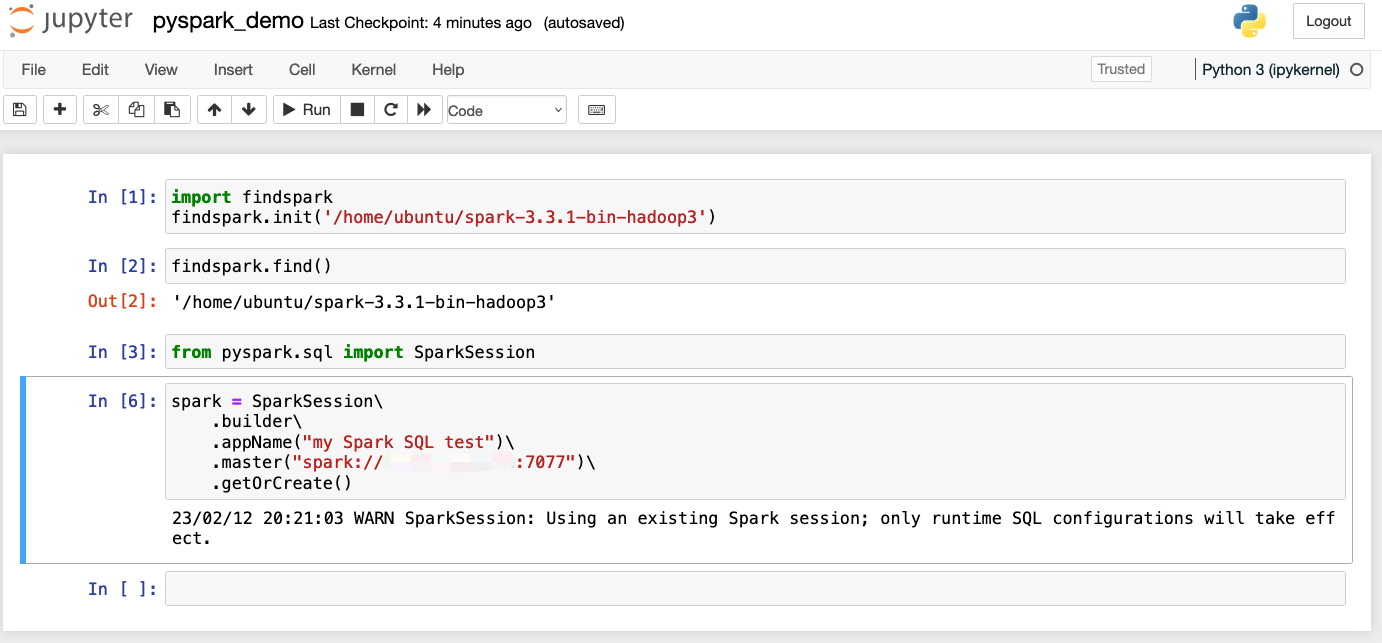 jupyter pyspark_demo Last Checkpoint: 4 minutes ago (autosaved) Logout
File Edit View Insert Cell Kernel Help Trusted Python 3 (ipykernel)
Run Code
In [1]: import findspark
findspark.init('/home/ubuntu/spark-3.3.1-bin-hadoop3')
In [2]: findspark.find()
Out[2]: '/home/ubuntu/spark-3.3.1-bin-hadoop3'
In [3]: from pyspark.sql import SparkSession
In [6]: spark = SparkSession\
.builder\
.appName("my Spark SQL test")\
.master("spark:// :7077")\
.getOrCreate()
23/02/12 20:21:03 WARN SparkSession: Using an existing Spark session; only runtime SQL configurations will take eff
ect.
In [ ]: